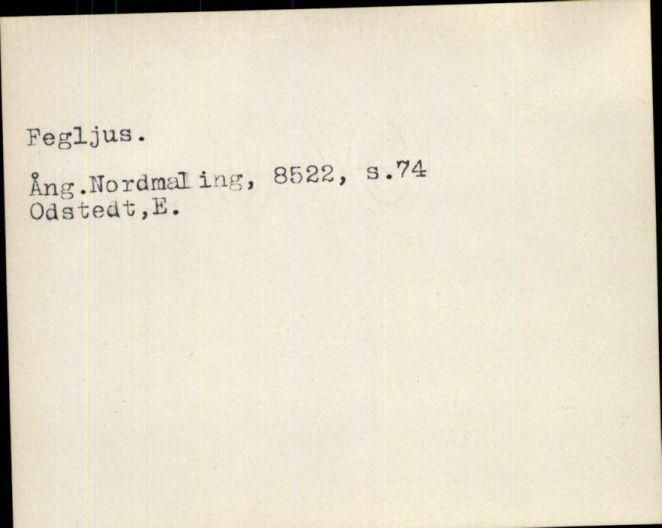 Fegljus.
Ång.Nordmaling, 8522, s.74
Odstedt,E.